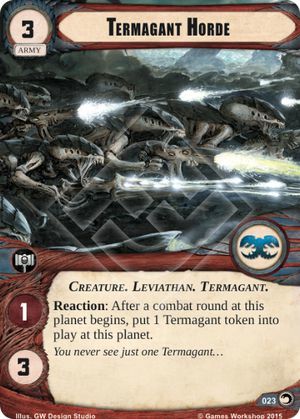 3
ARMY
TERMAGANT HORDE
CREATURE. LEVIATHAN. TERMAGANT.
1
Reaction: After a combat round at this
planet begins, put 1 Termagant token into
play at this planet.
You never see just one Termagant…
3
023
Illus. GW Design Studio
© Games Workshop 2015